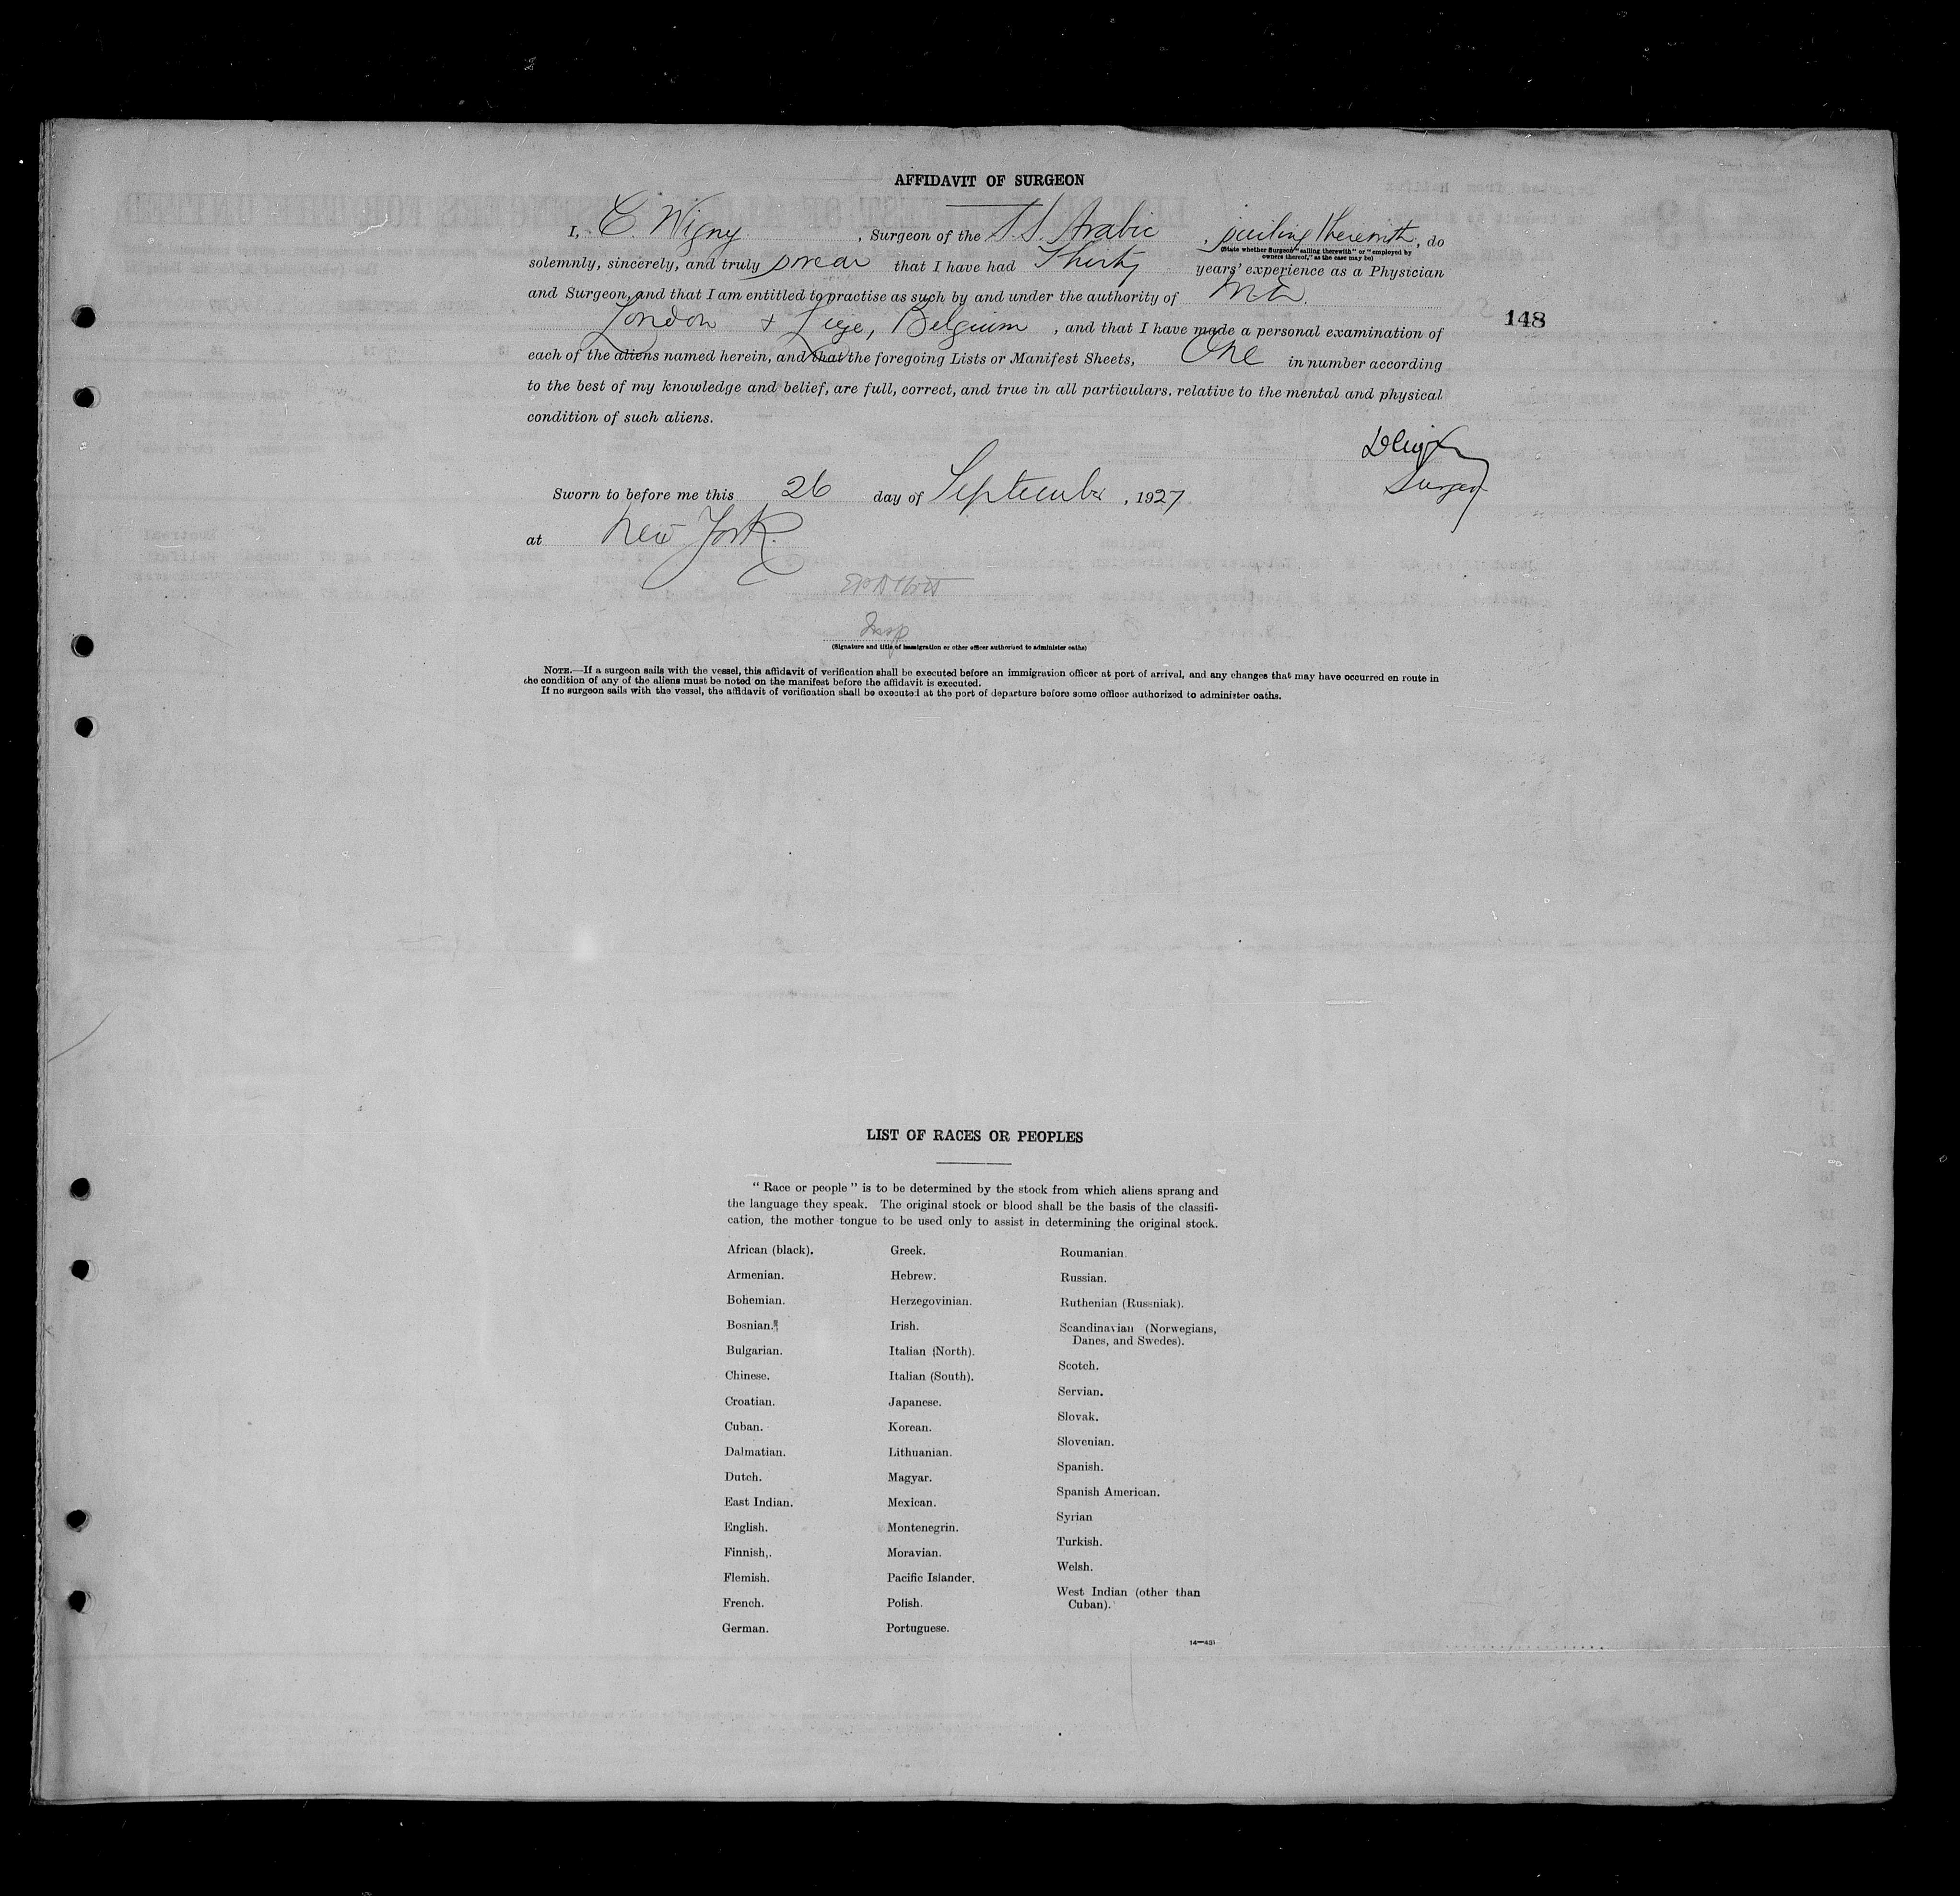 AFFIDAVIT OF SURGEON
I, C. Wigny, Surgeon of the S.S. Arabic, sailing therewith, do
(State whether Surgeon "sailing therewith" or "employed by
owners thereof," as the case may be)
solemnly, sincerely, and truly swear that I have had Thirty years' experience as a Physician
and Surgeon, and that I am entitled to practise as such by and under the authority of
London + Liege, Belgium, and that I have made a personal examination of
148
each of the aliens named herein, and that the foregoing Lists or Manifest Sheets, One in number according
to the best of my knowledge and belief, are full, correct, and true in all particulars, relative to the mental and physical
condition of such aliens.
Surgeon
Sworn to before me this 26 day of September, 1927
at New York.
Insp
(Signature and title of immigration or other officer authorized to administer oaths)
NOTE.—If a surgeon sails with the vessel, this affidavit of verification shall be executed before an immigration officer at port of arrival, and any changes that may have occurred en route in
the condition of any of the aliens must be noted on the manifest before the affidavit is executed.
If no surgeon sails with the vessel, the affidavit of verification shall be executed at the port of departure before some officer authorized to administer oaths.
LIST OF RACES OR PEOPLES
"Race or people" is to be determined by the stock from which aliens sprang and
the language they speak. The original stock or blood shall be the basis of the classifi-
cation, the mother tongue to be used only to assist in determining the original stock.
African (black).
Armenian.
Bohemian.
Bosnian.
Bulgarian.
Chinese.
Croatian.
Cuban.
Dalmatian.
Dutch.
East Indian.
English.
Finnish,.
Flemish.
French.
German.
Greek.
Hebrew.
Herzegovinian.
Irish.
Italian (North).
Italian (South).
Japanese.
Korean.
Lithuanian.
Magyar.
Mexican.
Montenegrin.
Moravian.
Pacific Islander.
Polish.
Portuguese.
Roumanian.
Russian.
Ruthenian (Russniak).
Scandinavian (Norwegians,
Danes, and Swedes).
Scotch.
Servian.
Slovak.
Slovenian.
Spanish.
Spanish American.
Syrian
Turkish.
Welsh.
West Indian (other than
Cuban).
14—431